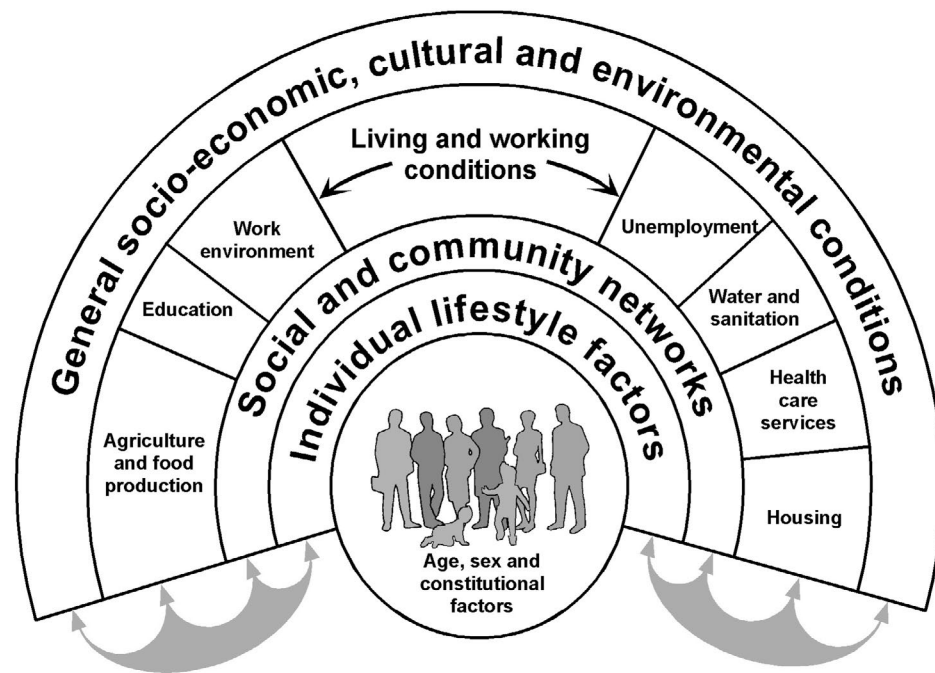 General socio-economic, cultural and environmental conditions
Living and working
conditions
Work
environment
Education
Agriculture
and food
production
Unemployment
Water and
sanitation
Health
care
services
Housing
Social and community networks
Individual lifestyle factors
Age, sex and
constitutional
factors